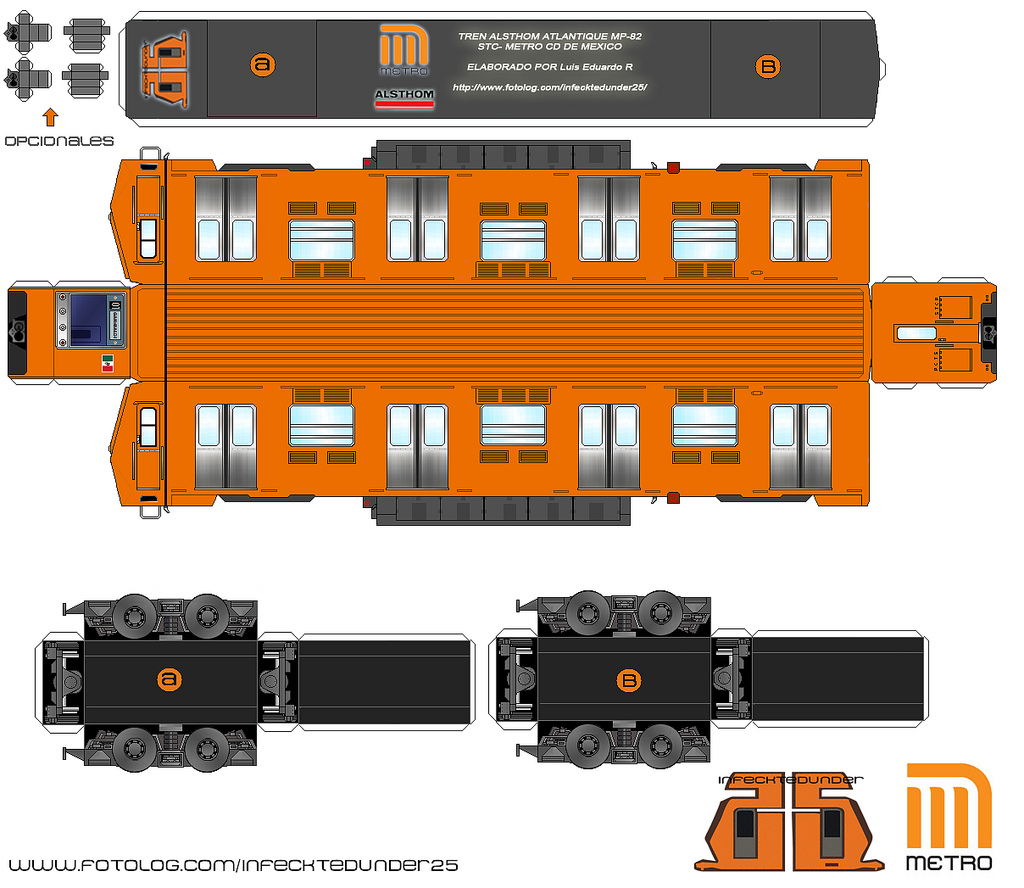 METRO
ALSTHOM
TREN ALSTHOM ATLANTIQUE MP-82
STC- METRO CD DE MEXICO
ELABORADO POR Luis Eduardo R
http://www.fotolog.com/infecktedunder25/
a
B
OPCIONALES
a
B
INFECKTEDUNDER
25
METRO
www.FOTOLOG.COM/INFECKTEDUNDER25